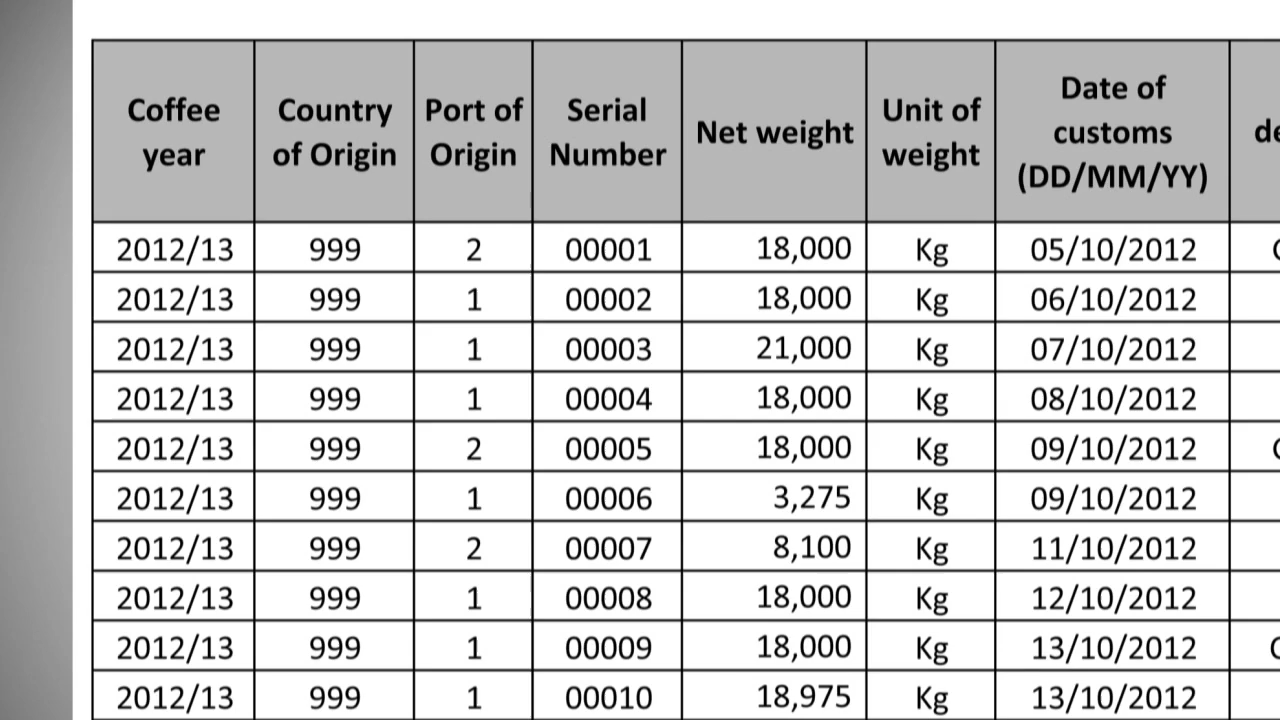 Coffee year Country of Origin Port of Origin Serial Number Net weight Unit of weight Date of customs (DD/MM/YY)
2012/13 999 2 00001 18,000 Kg 05/10/2012
2012/13 999 1 00002 18,000 Kg 06/10/2012
2012/13 999 1 00003 21,000 Kg 07/10/2012
2012/13 999 1 00004 18,000 Kg 08/10/2012
2012/13 999 2 00005 18,000 Kg 09/10/2012
2012/13 999 1 00006 3,275 Kg 09/10/2012
2012/13 999 2 00007 8,100 Kg 11/10/2012
2012/13 999 1 00008 18,000 Kg 12/10/2012
2012/13 999 1 00009 18,000 Kg 13/10/2012
2012/13 999 1 00010 18,975 Kg 13/10/2012